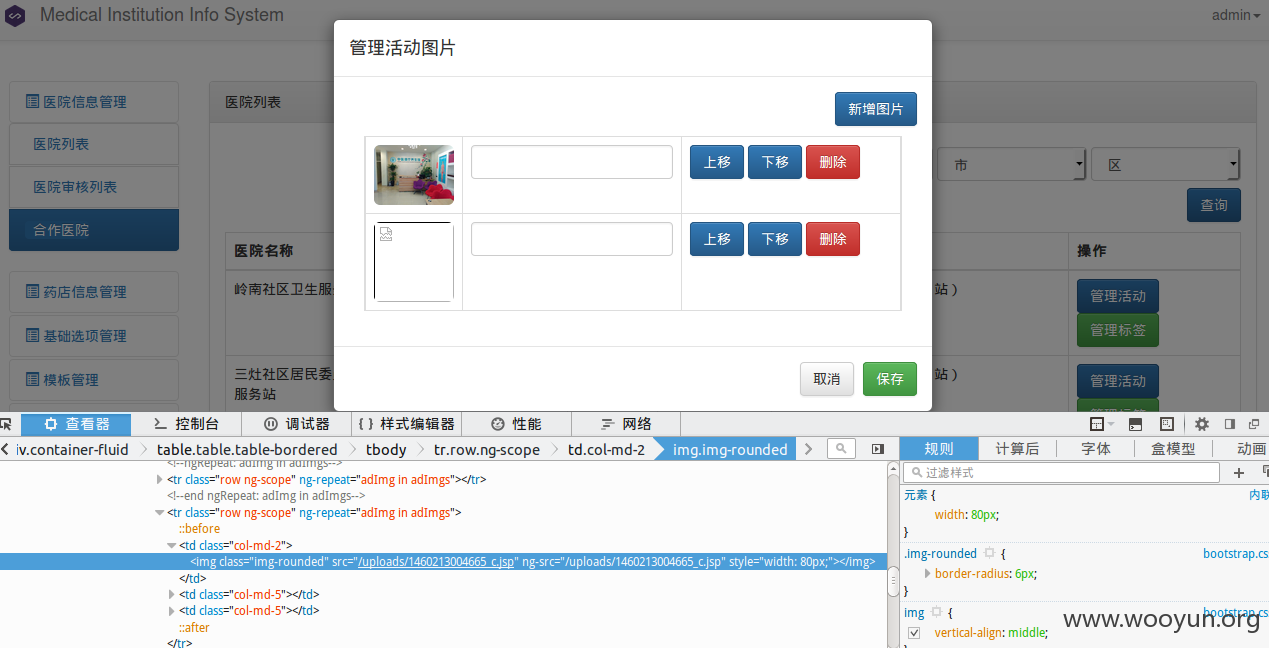 Medical Institution Info System
admin
管理活动图片
医院信息管理
医院列表
新增图片
医院列表
上移 下移 删除
市 区
医院审核列表
查询
合作医院
上移 下移 删除
医院名称 操作
药店信息管理
岭南社区卫生服 站） 管理活动
管理标签
基础选项管理
模板管理
三灶社区居民委 站） 管理活动
服务站
取消 保存
管理标签
查看器 控制台 调试器 { } 样式编辑器 性能 网络
iv.container-fluid table.table.table-bordered tbody tr.row.ng-scope td.col-md-2 img.img-rounded
规则 计算后 字体 盒模型 动画
<!--ngRepeat: adImg in adImgs-->
<tr class="row ng-scope" ng-repeat="adImg in adImgs"></tr>
<!--end ngRepeat: adImg in adImgs-->
<tr class="row ng-scope" ng-repeat="adImg in adImgs">
::before
<td class="col-md-2">
<img class="img-rounded" src="/uploads/1460213004665_c.jsp" ng-src="/uploads/1460213004665_c.jsp" style="width: 80px;"></img>
</td>
<td class="col-md-5"></td>
<td class="col-md-5"></td>
::after
</tr>
过滤样式
元素 { 内联
width: 80px;
}
.img-rounded { bootstrap.cs
border-radius: 6px;
}
img { bootstrap.cs
vertical-align: middle;
www.wooyun.org